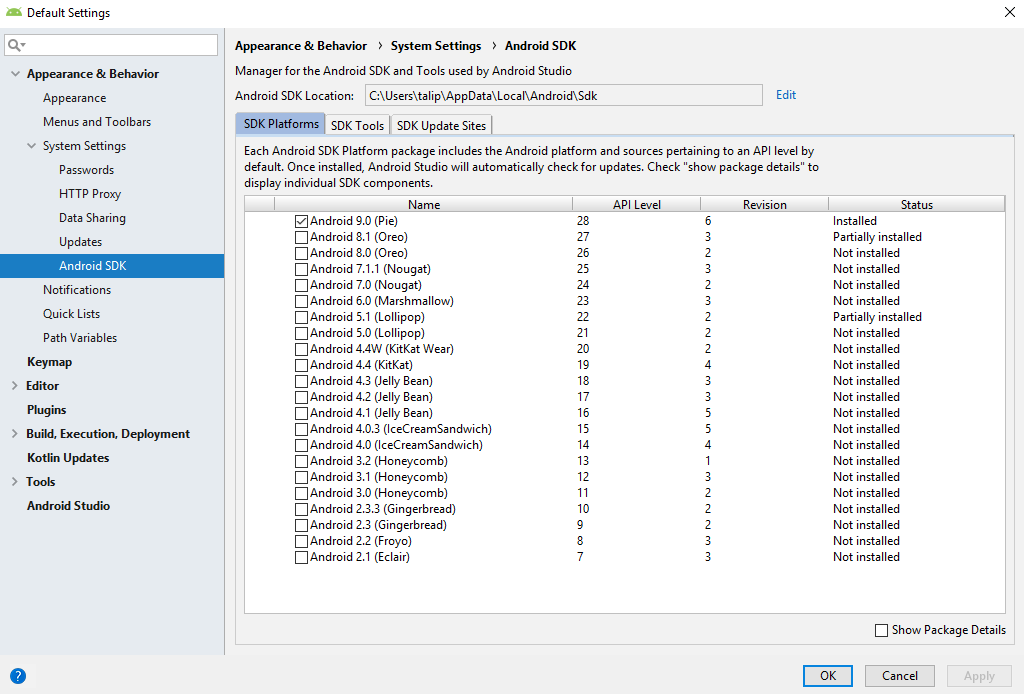 Default Settings
Appearance & Behavior
Appearance
Menus and Toolbars
System Settings
Passwords
HTTP Proxy
Data Sharing
Updates
Android SDK
Notifications
Quick Lists
Path Variables
Keymap
Editor
Plugins
Build, Execution, Deployment
Kotlin Updates
Tools
Android Studio
Appearance & Behavior › System Settings › Android SDK
Manager for the Android SDK and Tools used by Android Studio
Android SDK Location: C:\Users\talip\AppData\Local\Android\Sdk Edit
SDK Platforms SDK Tools SDK Update Sites
Each Android SDK Platform package includes the Android platform and sources pertaining to an API level by
default. Once installed, Android Studio will automatically check for updates. Check "show package details" to
display individual SDK components.
Name API Level Revision Status
Android 9.0 (Pie) 28 6 Installed
Android 8.1 (Oreo) 27 3 Partially installed
Android 8.0 (Oreo) 26 2 Not installed
Android 7.1.1 (Nougat) 25 3 Not installed
Android 7.0 (Nougat) 24 2 Not installed
Android 6.0 (Marshmallow) 23 3 Not installed
Android 5.1 (Lollipop) 22 2 Partially installed
Android 5.0 (Lollipop) 21 2 Not installed
Android 4.4W (KitKat Wear) 20 2 Not installed
Android 4.4 (KitKat) 19 4 Not installed
Android 4.3 (Jelly Bean) 18 3 Not installed
Android 4.2 (Jelly Bean) 17 3 Not installed
Android 4.1 (Jelly Bean) 16 5 Not installed
Android 4.0.3 (IceCreamSandwich) 15 5 Not installed
Android 4.0 (IceCreamSandwich) 14 4 Not installed
Android 3.2 (Honeycomb) 13 1 Not installed
Android 3.1 (Honeycomb) 12 3 Not installed
Android 3.0 (Honeycomb) 11 2 Not installed
Android 2.3.3 (Gingerbread) 10 2 Not installed
Android 2.3 (Gingerbread) 9 2 Not installed
Android 2.2 (Froyo) 8 3 Not installed
Android 2.1 (Eclair) 7 3 Not installed
Show Package Details
? OK Cancel Apply